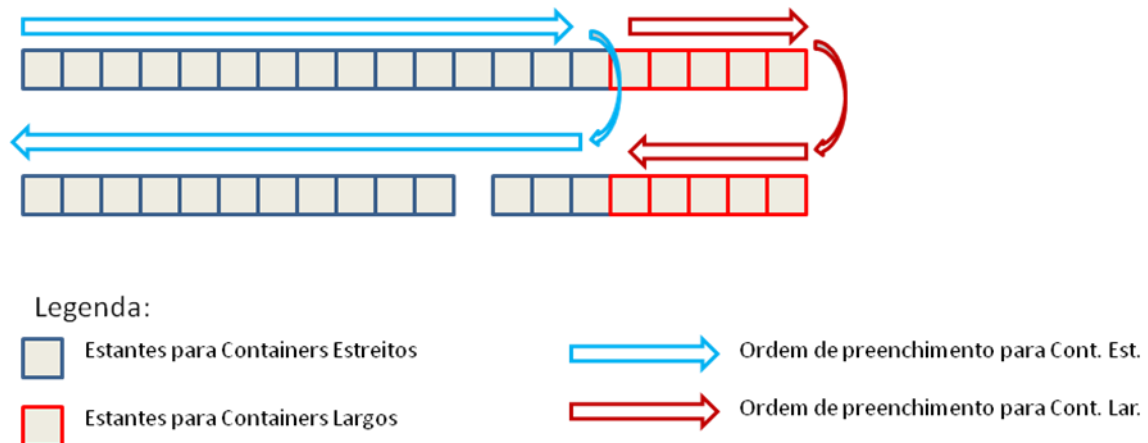 Legenda:
Estantes para Containers Estreitos
Ordem de preenchimento para Cont. Est.
Estantes para Containers Largos
Ordem de preenchimento para Cont. Lar.